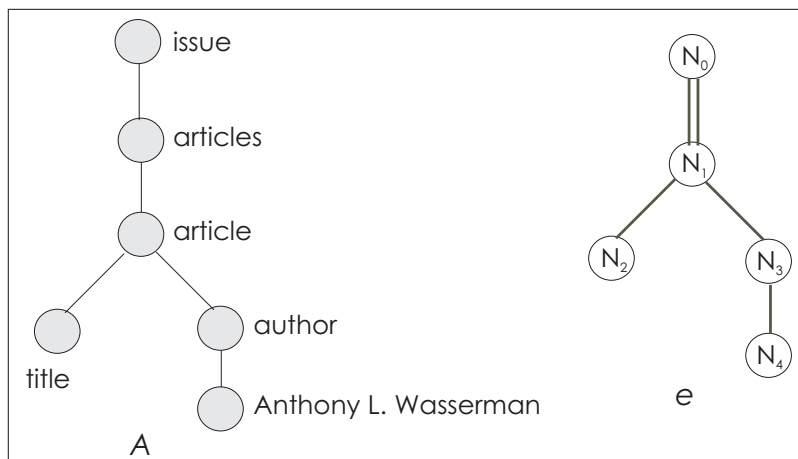 issue
articles
article
title
author
Anthony L. Wasserman
A
N₀
N₁
N₂
N₃
N₄
e